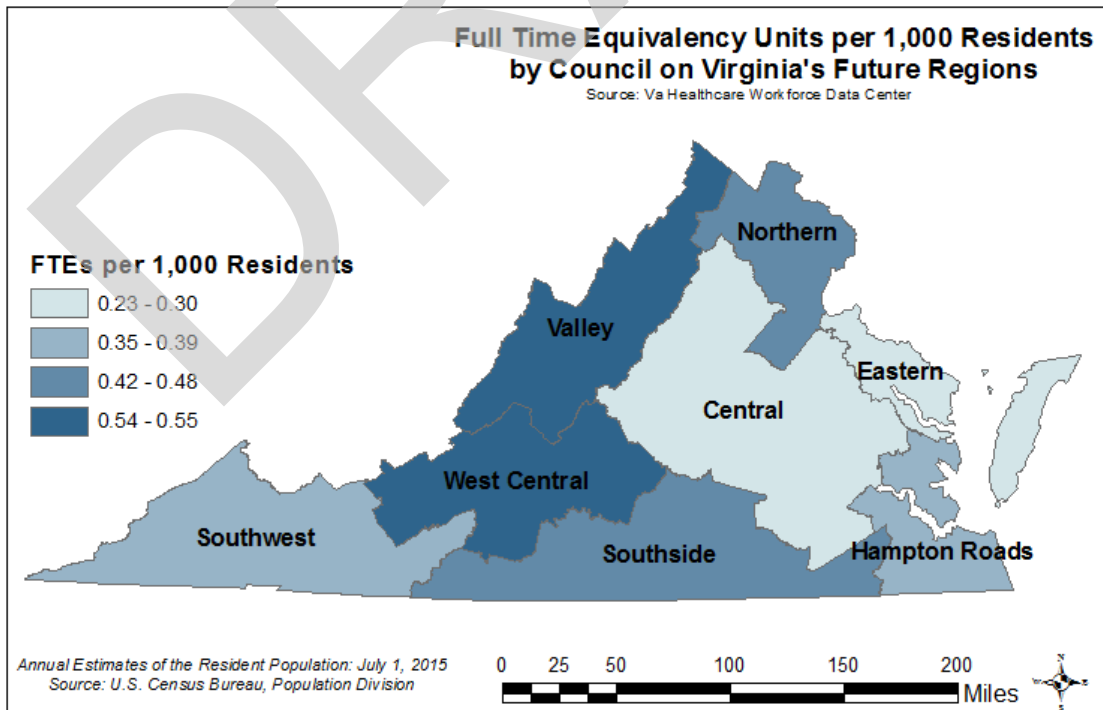 Full Time Equivalency Units per 1,000 Residents
by Council on Virginia's Future Regions
Source: Va Healthcare Workforce Data Center
Northern
FTEs per 1,000 Residents
0.23 - 0.30
0.35 - 0.39
0.42 - 0.48
0.54 - 0.55
Valley
Eastern
Central
West Central
Southwest
Southside
Hampton Roads
Annual Estimates of the Resident Population: July 1, 2015
Source: U.S. Census Bureau, Population Division
0 25 50 100 150 200
Miles
N
W E
S